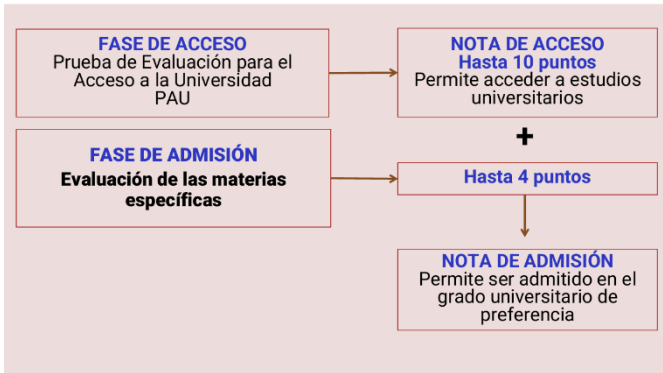 FASE DE ACCESO
Prueba de Evaluación para el
Acceso a la Universidad
PAU
NOTA DE ACCESO
Hasta 10 puntos
Permite acceder a estudios
universitarios
+
FASE DE ADMISIÓN
Evaluación de las materias
específicas
Hasta 4 puntos
NOTA DE ADMISIÓN
Permite ser admitido en el
grado universitario de
preferencia